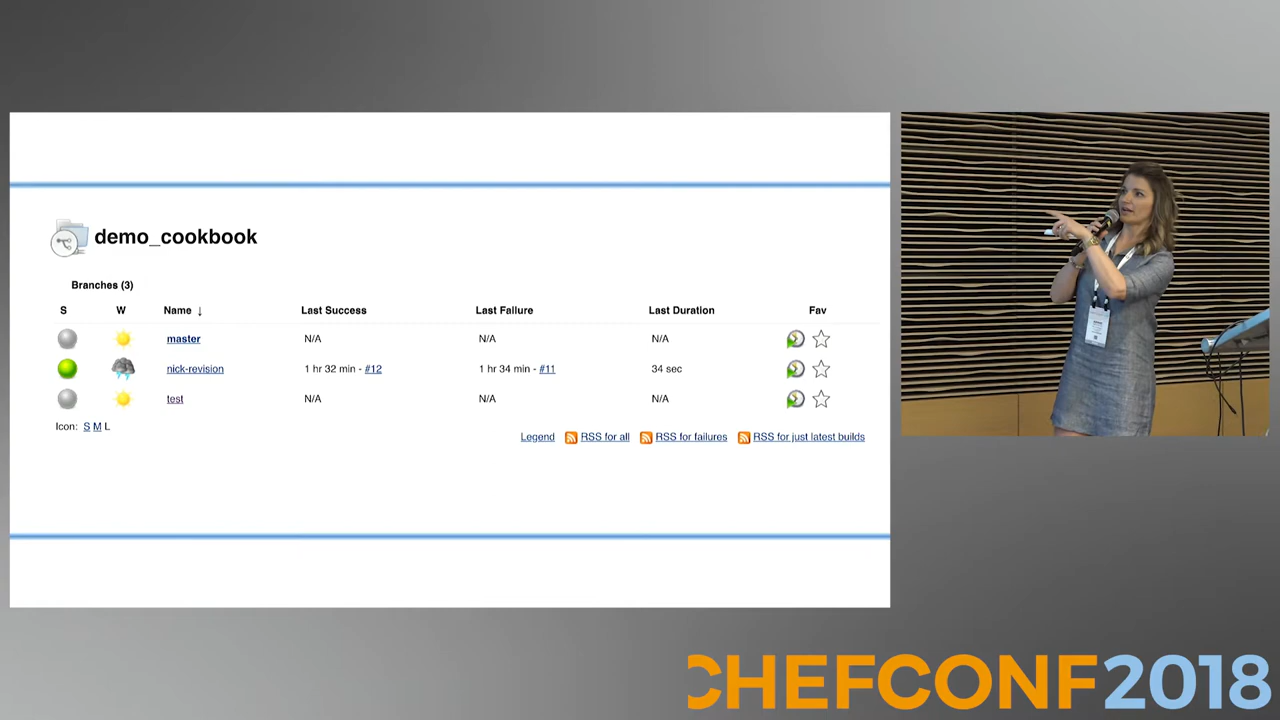 demo_cookbook
Branches (3)
S W Name ↓ Last Success Last Failure Last Duration Fav
master N/A N/A N/A
nick-revision 1 hr 32 min - #12 1 hr 34 min - #11 34 sec
test N/A N/A N/A
Icon: S M L
Legend RSS for all RSS for failures RSS for just latest builds
CHEFCONF2018